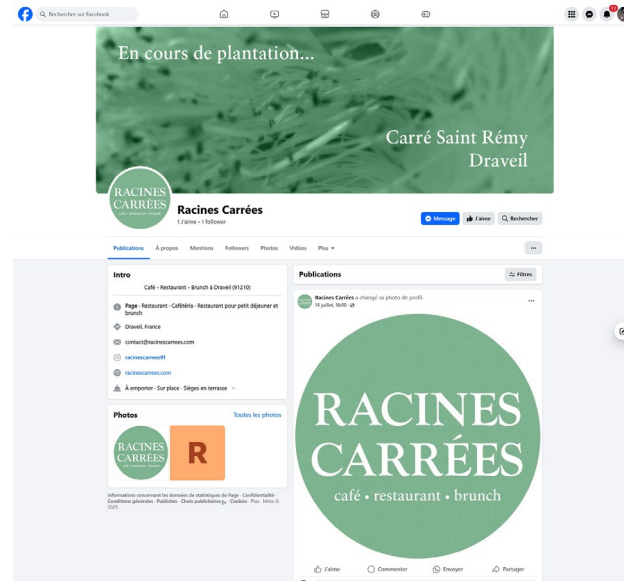 Rechercher sur Facebook
En cours de plantation...
Carré Saint Rémy
Draveil
RACINES
CARRÉES
café • restaurant • brunch
Racines Carrées
1 J'aime • 1 follower
Message
J'aime
Rechercher
Publications
À propos
Mentions
Followers
Photos
Vidéos
Plus
Intro
Café - Restaurant - Brunch à Draveil (91210)
Page · Restaurant · Cafétéria · Restaurant pour petit déjeuner et
brunch
Draveil, France
contact@racinescarrees.com
racinescarrees91
racinescarrees.com
À emporter · Sur place · Sièges en terrasse
Photos
Toutes les photos
RACINES
CARRÉES
R
Informations concernant les données de statistiques de Page · Confidentialité ·
Conditions générales · Publicités · Choix publicitaires · Cookies · Plus · Meta ©
2025
Publications
Filtres
Racines Carrées a changé sa photo de profil.
14 juillet, 16:00 ·
RACINES
CARRÉES
café • restaurant • brunch
J'aime
Commenter
Envoyer
Partager